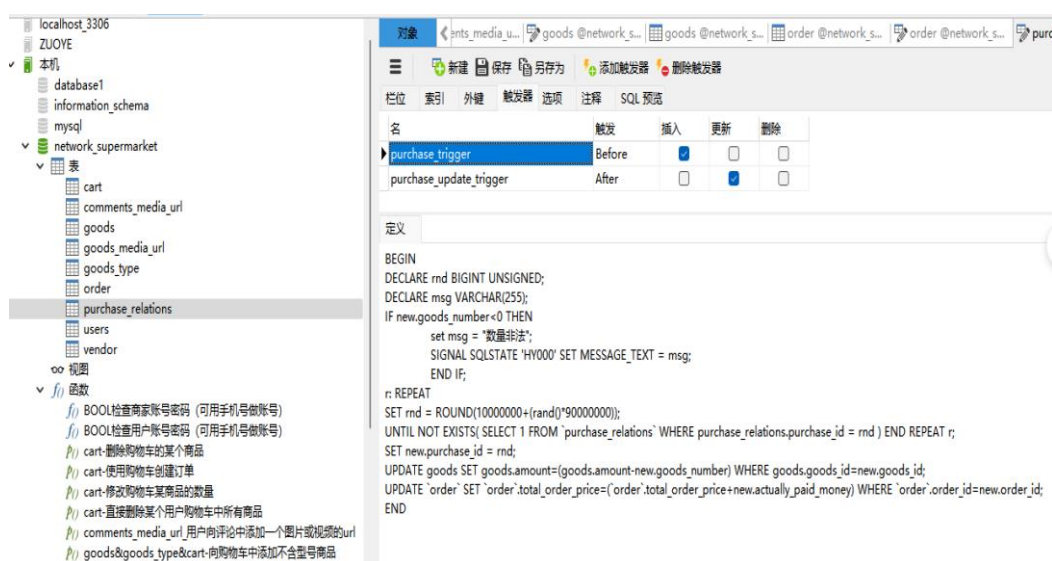 localhost_3306
ZUOYE
本机
database1
information_schema
mysql
network_supermarket
表
cart
comments_media_url
goods
goods_media_url
goods_type
order
purchase_relations
users
vendor
视图
函数
BOOL检查商家账号密码 (可用手机号做账号)
BOOL检查用户账号密码 (可用手机号做账号)
cart-删除购物车的某个商品
cart-使用购物车创建订单
cart-修改购物车某商品的数量
cart-直接删除某个用户购物车中所有商品
comments_media_url_用户向评论中添加一个图片或视频的url
goods&goods_type&cart-向购物车中添加不含型号商品
对象 ents_media_u... goods @network_s... goods @network_s... order @network_s... order @network_s... purc
新建 保存 另存为 添加触发器 删除触发器
栏位 索引 外键 触发器 选项 注释 SQL 预览
名 触发 插入 更新 删除
purchase_trigger Before
purchase_update_trigger After
定义
BEGIN
DECLARE rnd BIGINT UNSIGNED;
DECLARE msg VARCHAR(255);
IF new.goods_number<0 THEN
set msg = "数量非法";
SIGNAL SQLSTATE 'HY000' SET MESSAGE_TEXT = msg;
END IF;
r: REPEAT
SET rnd = ROUND(10000000+(rand()*90000000));
UNTIL NOT EXISTS( SELECT 1 FROM `purchase_relations` WHERE purchase_relations.purchase_id = rnd ) END REPEAT r;
SET new.purchase_id = rnd;
UPDATE goods SET goods.amount=(goods.amount-new.goods_number) WHERE goods.goods_id=new.goods_id;
UPDATE `order` SET `order`.total_order_price=(`order`.total_order_price+new.actually_paid_money) WHERE `order`.order_id=new.order_id;
END